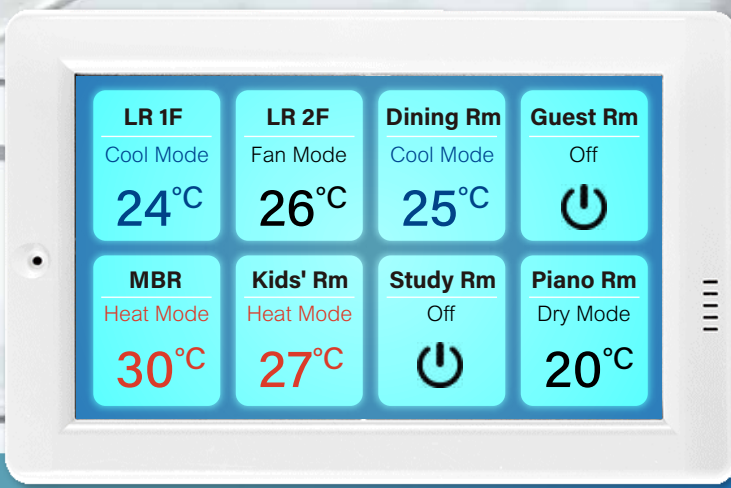 LR 1F
Cool Mode
24°C
LR 2F
Fan Mode
26°C
Dining Rm
Cool Mode
25°C
Guest Rm
Off
MBR
Heat Mode
30°C
Kids' Rm
Heat Mode
27°C
Study Rm
Off
Piano Rm
Dry Mode
20°C